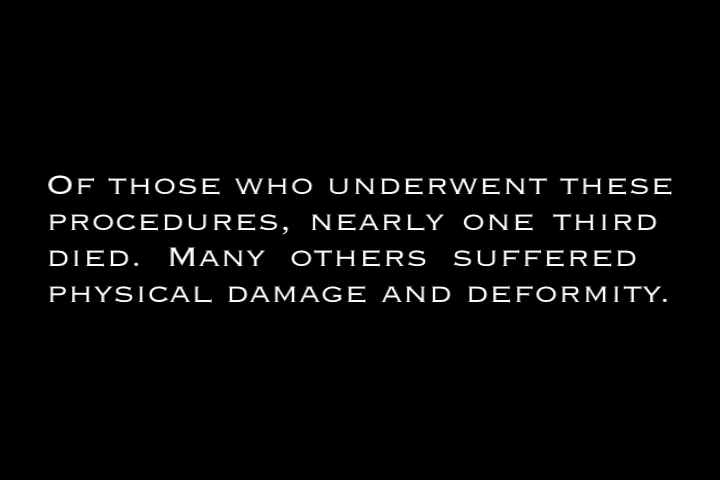 Of those who underwent these
procedures, nearly one third
died. Many others suffered
physical damage and deformity.